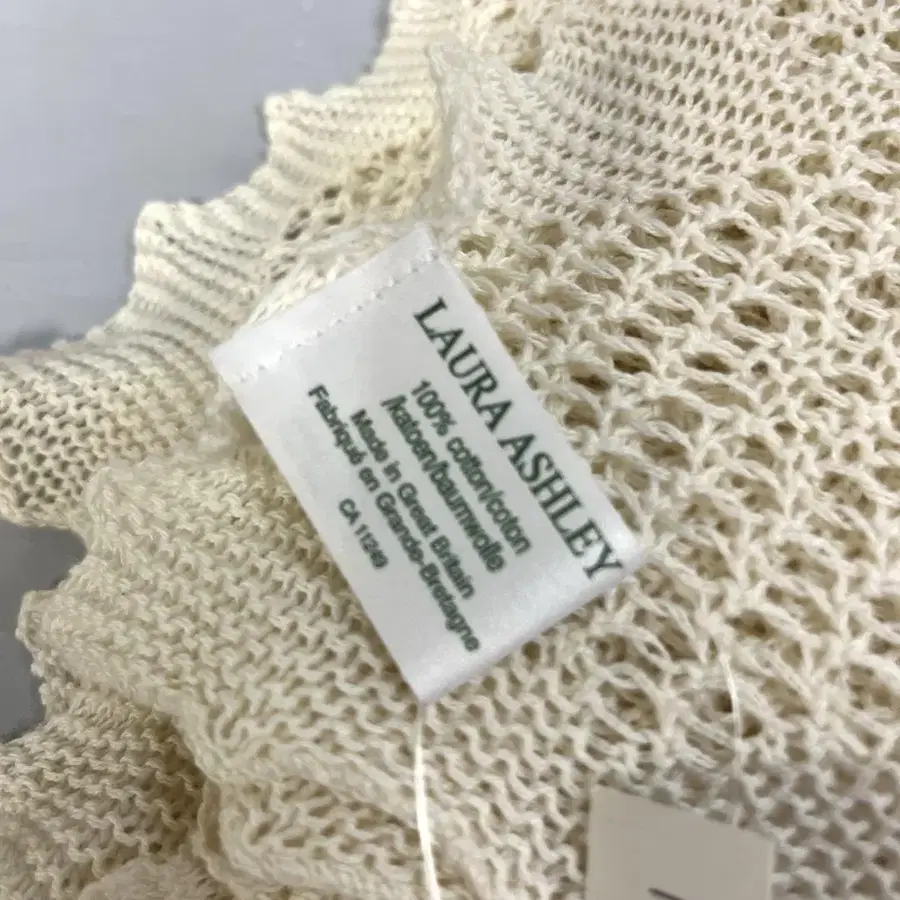 LAURA ASHLEY
100% cotton/coton
/katoen/baumwolle
Made in Great Britain
Fabriqué en Grande-Bretagne
CA 11249